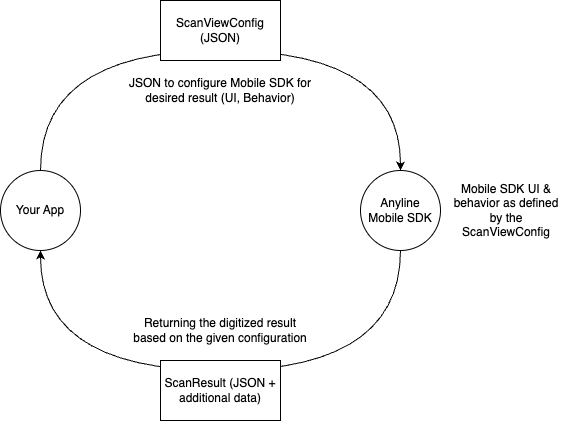 ScanViewConfig
(JSON)
JSON to configure Mobile SDK for
desired result (UI, Behavior)
Your App
Anyline
Mobile SDK
Mobile SDK UI &
behavior as defined
by the
ScanViewConfig
Returning the digitized result
based on the given configuration
ScanResult (JSON +
additional data)